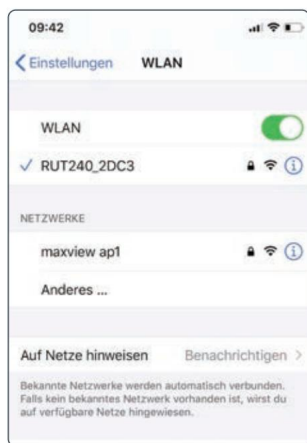 09:42
Einstellungen WLAN
WLAN
RUT240_2DC3
NETZWERKE
maxview ap1
Anderes ...
Auf Netze hinweisen Benachrichtigen
Bekannte Netzwerke werden automatisch verbunden.
Falls kein bekanntes Netzwerk vorhanden ist, wirst du
auf verfügbare Netze hingewiesen.